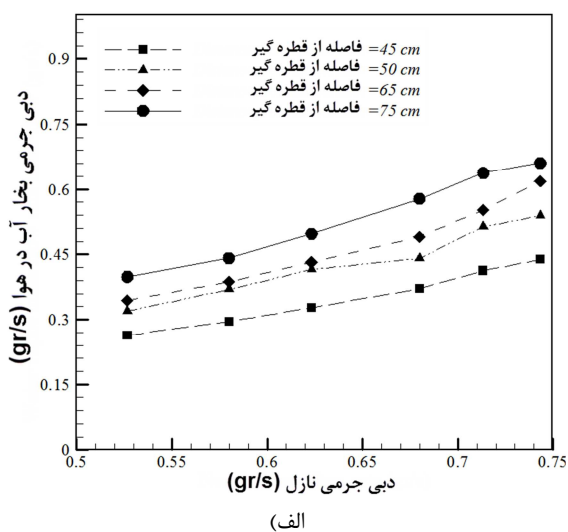 فاصله از قطره گیر =45 cm
فاصله از قطره گیر =50 cm
فاصله از قطره گیر =65 cm
فاصله از قطره گیر =75 cm
دبی جرمی بخار آب در هوا (gr/s)
0.9
0.75
0.6
0.45
0.3
0.15
0
0.5 0.55 0.6 0.65 0.7 0.75
دبی جرمی نازل (gr/s)
الف)